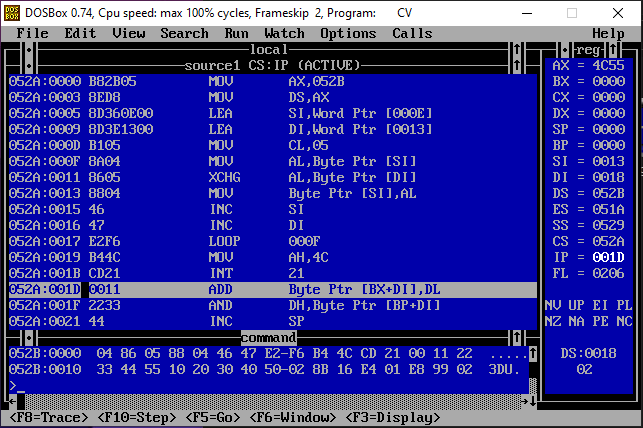 DOSBox 0.74, Cpu speed: max 100% cycles, Frameskip 2, Program: CV
File Edit View Search Run Watch Options Calls Help
local
source1 CS:IP (ACTIVE)
052A:0000 B82B05 MOV AX,052B
052A:0003 8ED8 MOV DS,AX
052A:0005 8D360E00 LEA SI,Word Ptr [000E]
052A:0009 8D3E1300 LEA DI,Word Ptr [0013]
052A:000D B105 MOV CL,05
052A:000F 8A04 MOV AL,Byte Ptr [SI]
052A:0011 8605 XCHG AL,Byte Ptr [DI]
052A:0013 8804 MOV Byte Ptr [SI],AL
052A:0015 46 INC SI
052A:0016 47 INC DI
052A:0017 E2F6 LOOP 000F
052A:0019 B44C MOV AH,4C
052A:001B CD21 INT 21
052A:001D 0011 ADD Byte Ptr [BX+DI],DL
052A:001F 2233 AND DH,Byte Ptr [BP+DI]
052A:0021 44 INC SP
command
052B:0000 04 86 05 88 04 46 47 E2-F6 B4 4C CD 21 00 11 22 .....
052B:0010 33 44 55 10 20 30 40 50-02 8B 16 E4 01 E8 99 02 3DU.
>_
reg
AX = 4C55
BX = 0000
CX = 0000
DX = 0000
SP = 0000
BP = 0000
SI = 0013
DI = 0018
DS = 052B
ES = 051A
SS = 0529
CS = 052A
IP = 001D
FL = 0206
NV UP EI PL
NZ NA PE NC
DS:0018
02
<F8=Trace> <F10=Step> <F5=Go> <F6=Window> <F3=Display>